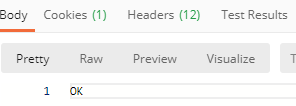 Body Cookies (1) Headers (12) Test Results
Pretty Raw Preview Visualize
1 OK